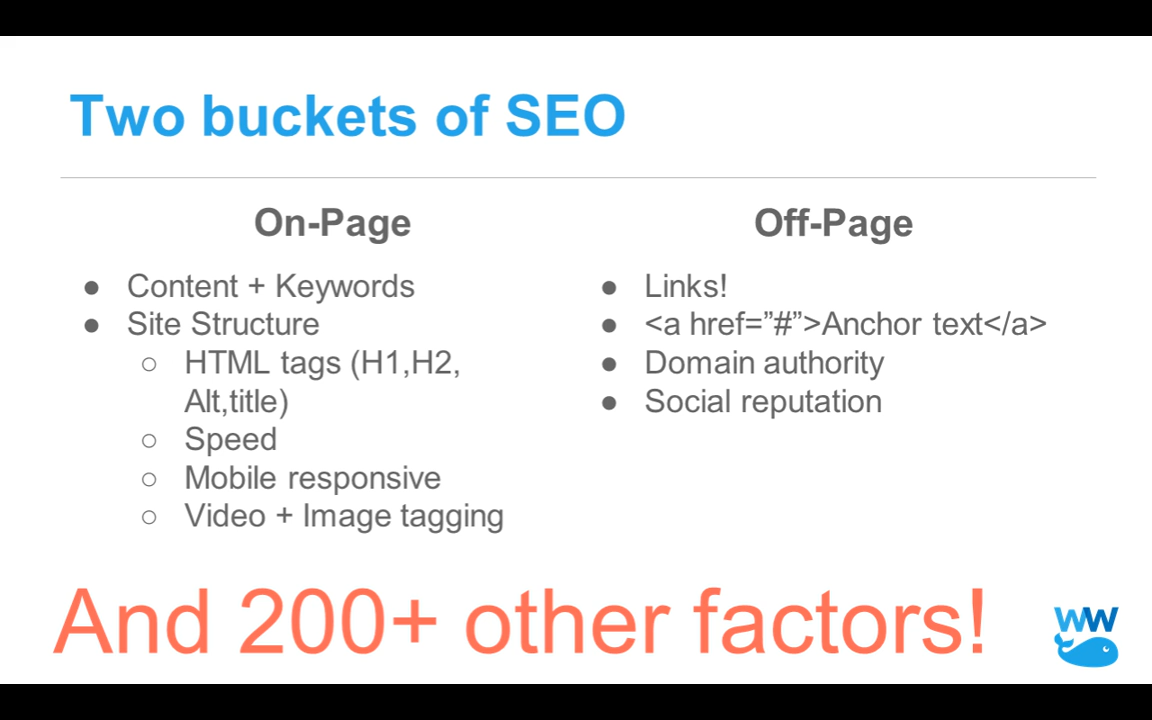 Two buckets of SEO
On-Page
● Content + Keywords
● Site Structure
○ HTML tags (H1,H2,
Alt,title)
○ Speed
○ Mobile responsive
○ Video + Image tagging
Off-Page
● Links!
● <a href=”#”>Anchor text</a>
● Domain authority
● Social reputation
And 200+ other factors!
WW